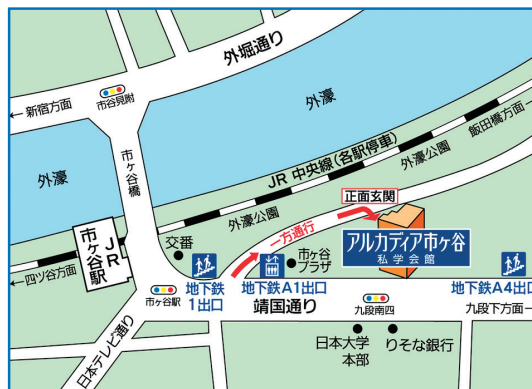 外堀通り
←新宿方面
市谷見附
外濠
飯田橋方面→
外濠
市ヶ谷橋
JR 中央線(各駅停車)
外濠公園
外濠
正面玄関
外濠公園
一方通行
アルカディア市ヶ谷
私学会館
JR
市ヶ谷駅
交番
市ヶ谷
プラザ
←四ツ谷方面
地下鉄
1出口
地下鉄A1出口
地下鉄A4出口
市ヶ谷駅
靖国通り
九段南四
九段下方面→
日本テレビ通り
日本大学
本部
りそな銀行